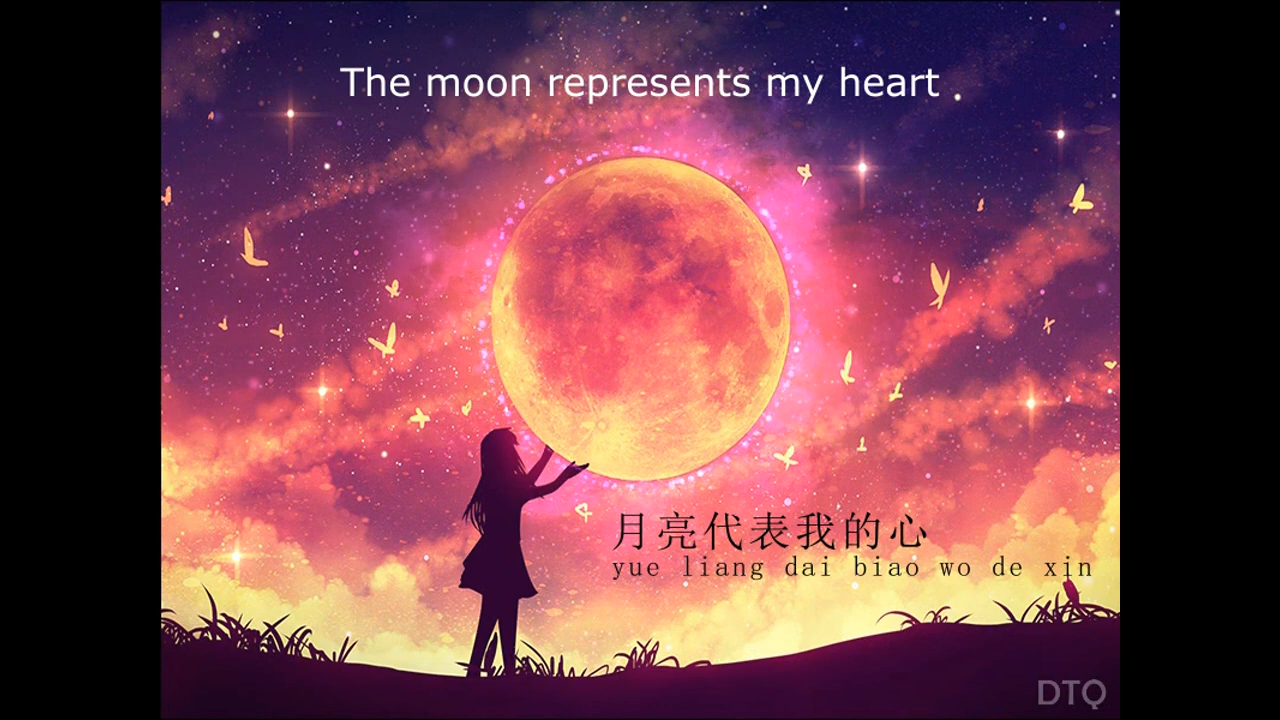 The moon represents my heart
月亮代表我的心
yue liang dai biao wo de xin
DTQ